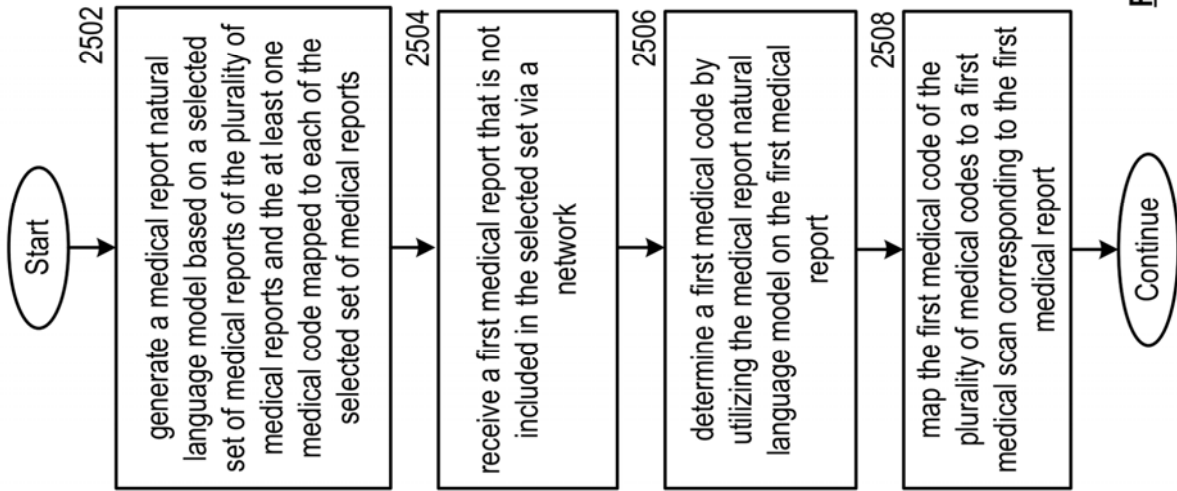 Start
2502
generate a medical report natural
language model based on a selected
set of medical reports of the plurality of
medical reports and the at least one
medical code mapped to each of the
selected set of medical reports
2504
receive a first medical report that is not
included in the selected set via a
network
2506
determine a first medical code by
utilizing the medical report natural
language model on the first medical
report
2508
map the first medical code of the
plurality of medical codes to a first
medical scan corresponding to the first
medical report
Continue